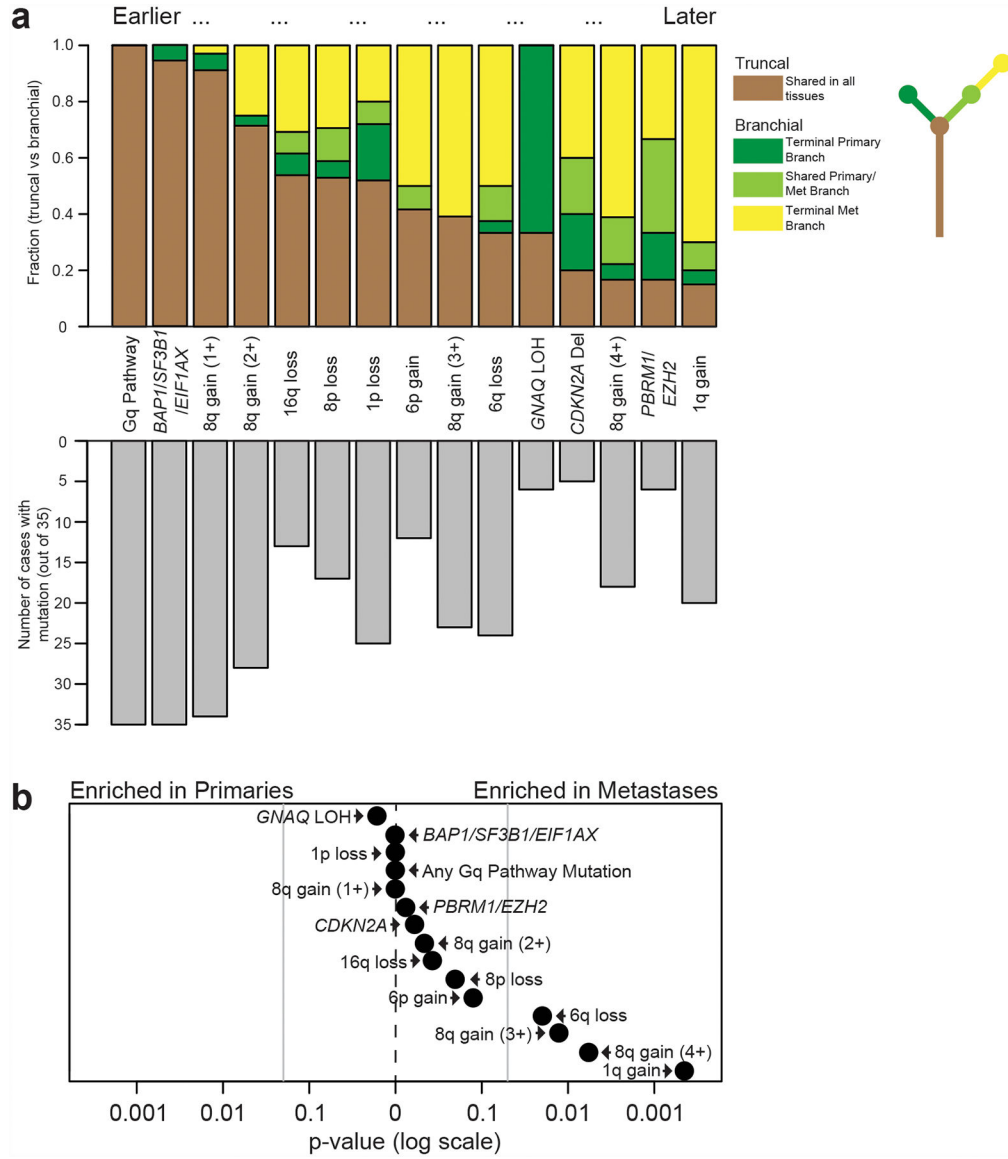 a
Earlier ... ... ... ... ... ... Later
Fraction (truncal vs branchial)
1.0
0.8
0.6
0.4
0.2
0
Truncal
Shared in all
tissues
Branchial
Terminal Primary
Branch
Shared Primary/
Met Branch
Terminal Met
Branch
Gq Pathway
BAP1/SF3B1
/EIF1AX
8q gain (1+)
8q gain (2+)
16q loss
8p loss
1p loss
6p gain
8q gain (3+)
6q loss
GNAQ LOH
CDKN2A Del
8q gain (4+)
PBRM1/
EZH2
1q gain
Number of cases with
mutation (out of 35)
0
5
10
15
20
25
30
35
b
Enriched in Primaries Enriched in Metastases
GNAQ LOH
BAP1/SF3B1/EIF1AX
1p loss
Any Gq Pathway Mutation
8q gain (1+)
PBRM1/EZH2
CDKN2A
8q gain (2+)
16q loss
8p loss
6p gain
6q loss
8q gain (3+)
8q gain (4+)
1q gain
0.001 0.01 0.1 0 0.1 0.01 0.001
p-value (log scale)